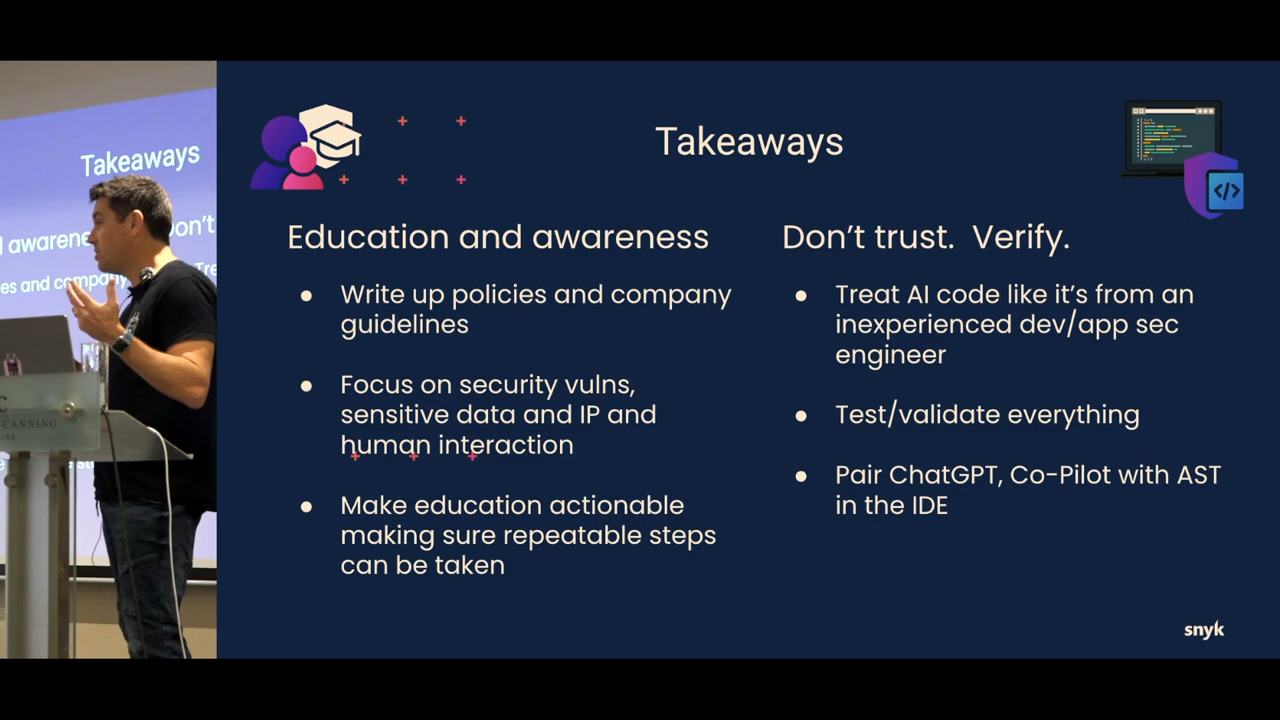 Takeaways
Education and awareness
Write up policies and company
guidelines
Focus on security vulns,
sensitive data and IP and
human interaction
Make education actionable
making sure repeatable steps
can be taken
Don’t trust.  Verify.
Treat AI code like it’s from an
inexperienced dev/app sec
engineer
Test/validate everything
Pair ChatGPT, Co-Pilot with AST
in the IDE
snyk
Takeaways
awarene
on't
es and company
CANNING